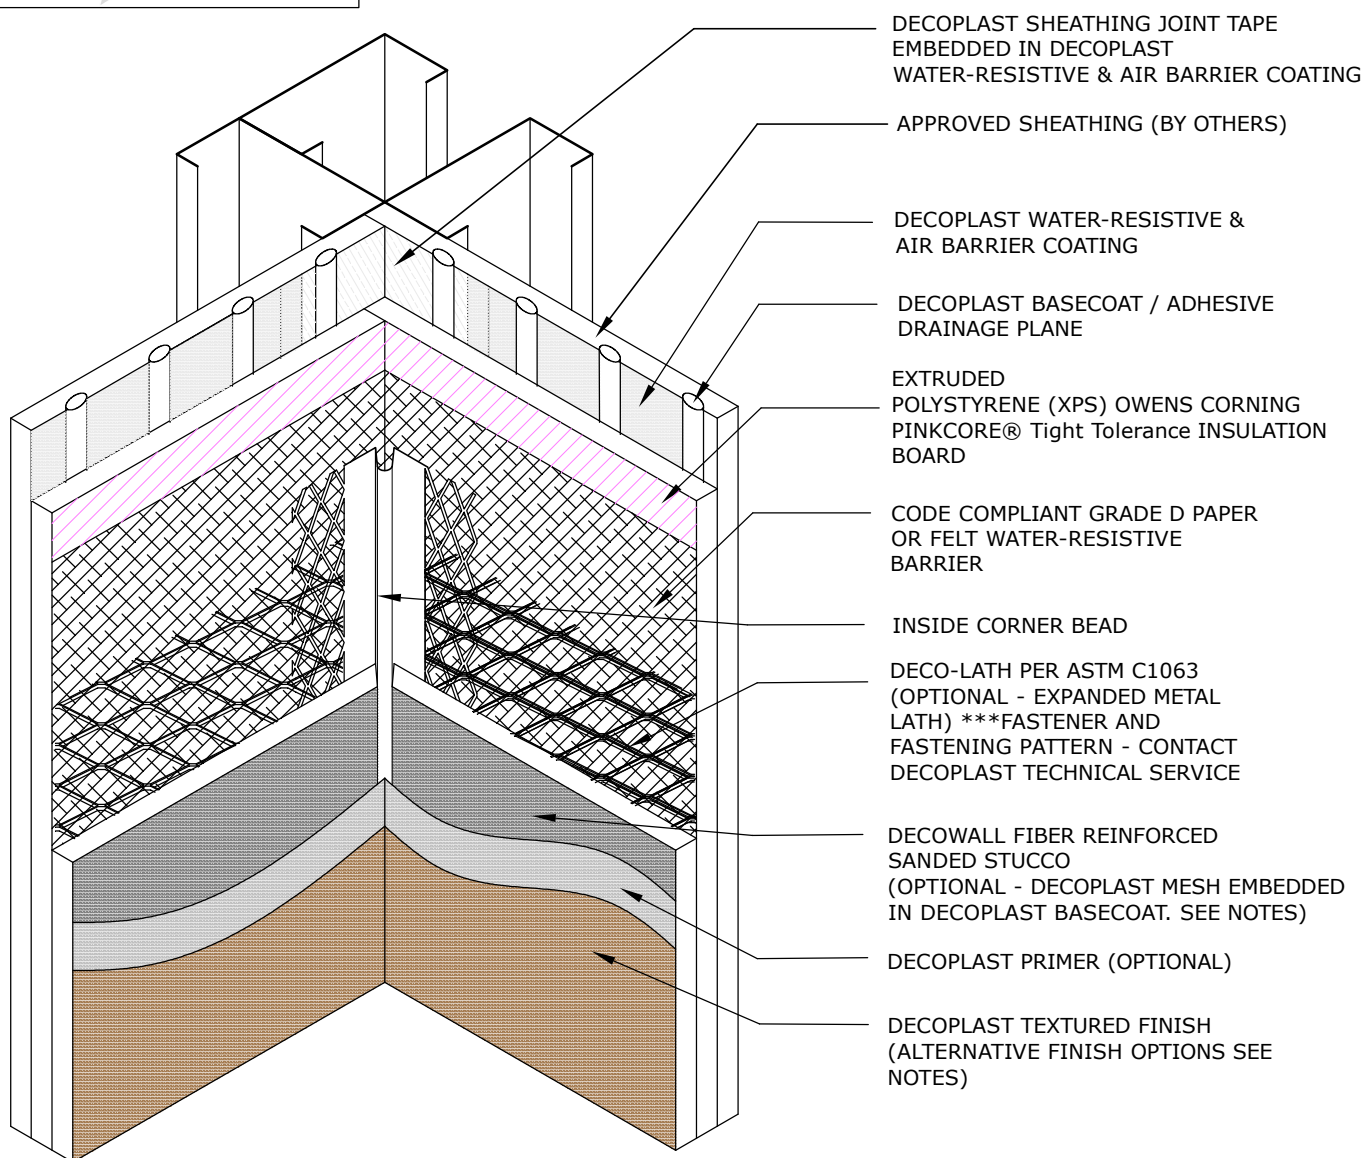 DECOPLAST SHEATHING JOINT TAPE
EMBEDDED IN DECOPLAST
WATER-RESISTIVE & AIR BARRIER COATING
APPROVED SHEATHING (BY OTHERS)
DECOPLAST WATER-RESISTIVE &
AIR BARRIER COATING
DECOPLAST BASECOAT / ADHESIVE
DRAINAGE PLANE
EXTRUDED
POLYSTYRENE (XPS) OWENS CORNING
PINKCORE® Tight Tolerance INSULATION
BOARD
CODE COMPLIANT GRADE D PAPER
OR FELT WATER-RESISTIVE
BARRIER
INSIDE CORNER BEAD
DECO-LATH PER ASTM C1063
(OPTIONAL - EXPANDED METAL
LATH) ***FASTENER AND
FASTENING PATTERN - CONTACT
DECOPLAST TECHNICAL SERVICE
DECOWALL FIBER REINFORCED
SANDED STUCCO
(OPTIONAL - DECOPLAST MESH EMBEDDED
IN DECOPLAST BASECOAT. SEE NOTES)
DECOPLAST PRIMER (OPTIONAL)
DECOPLAST TEXTURED FINISH
(ALTERNATIVE FINISH OPTIONS SEE
NOTES)